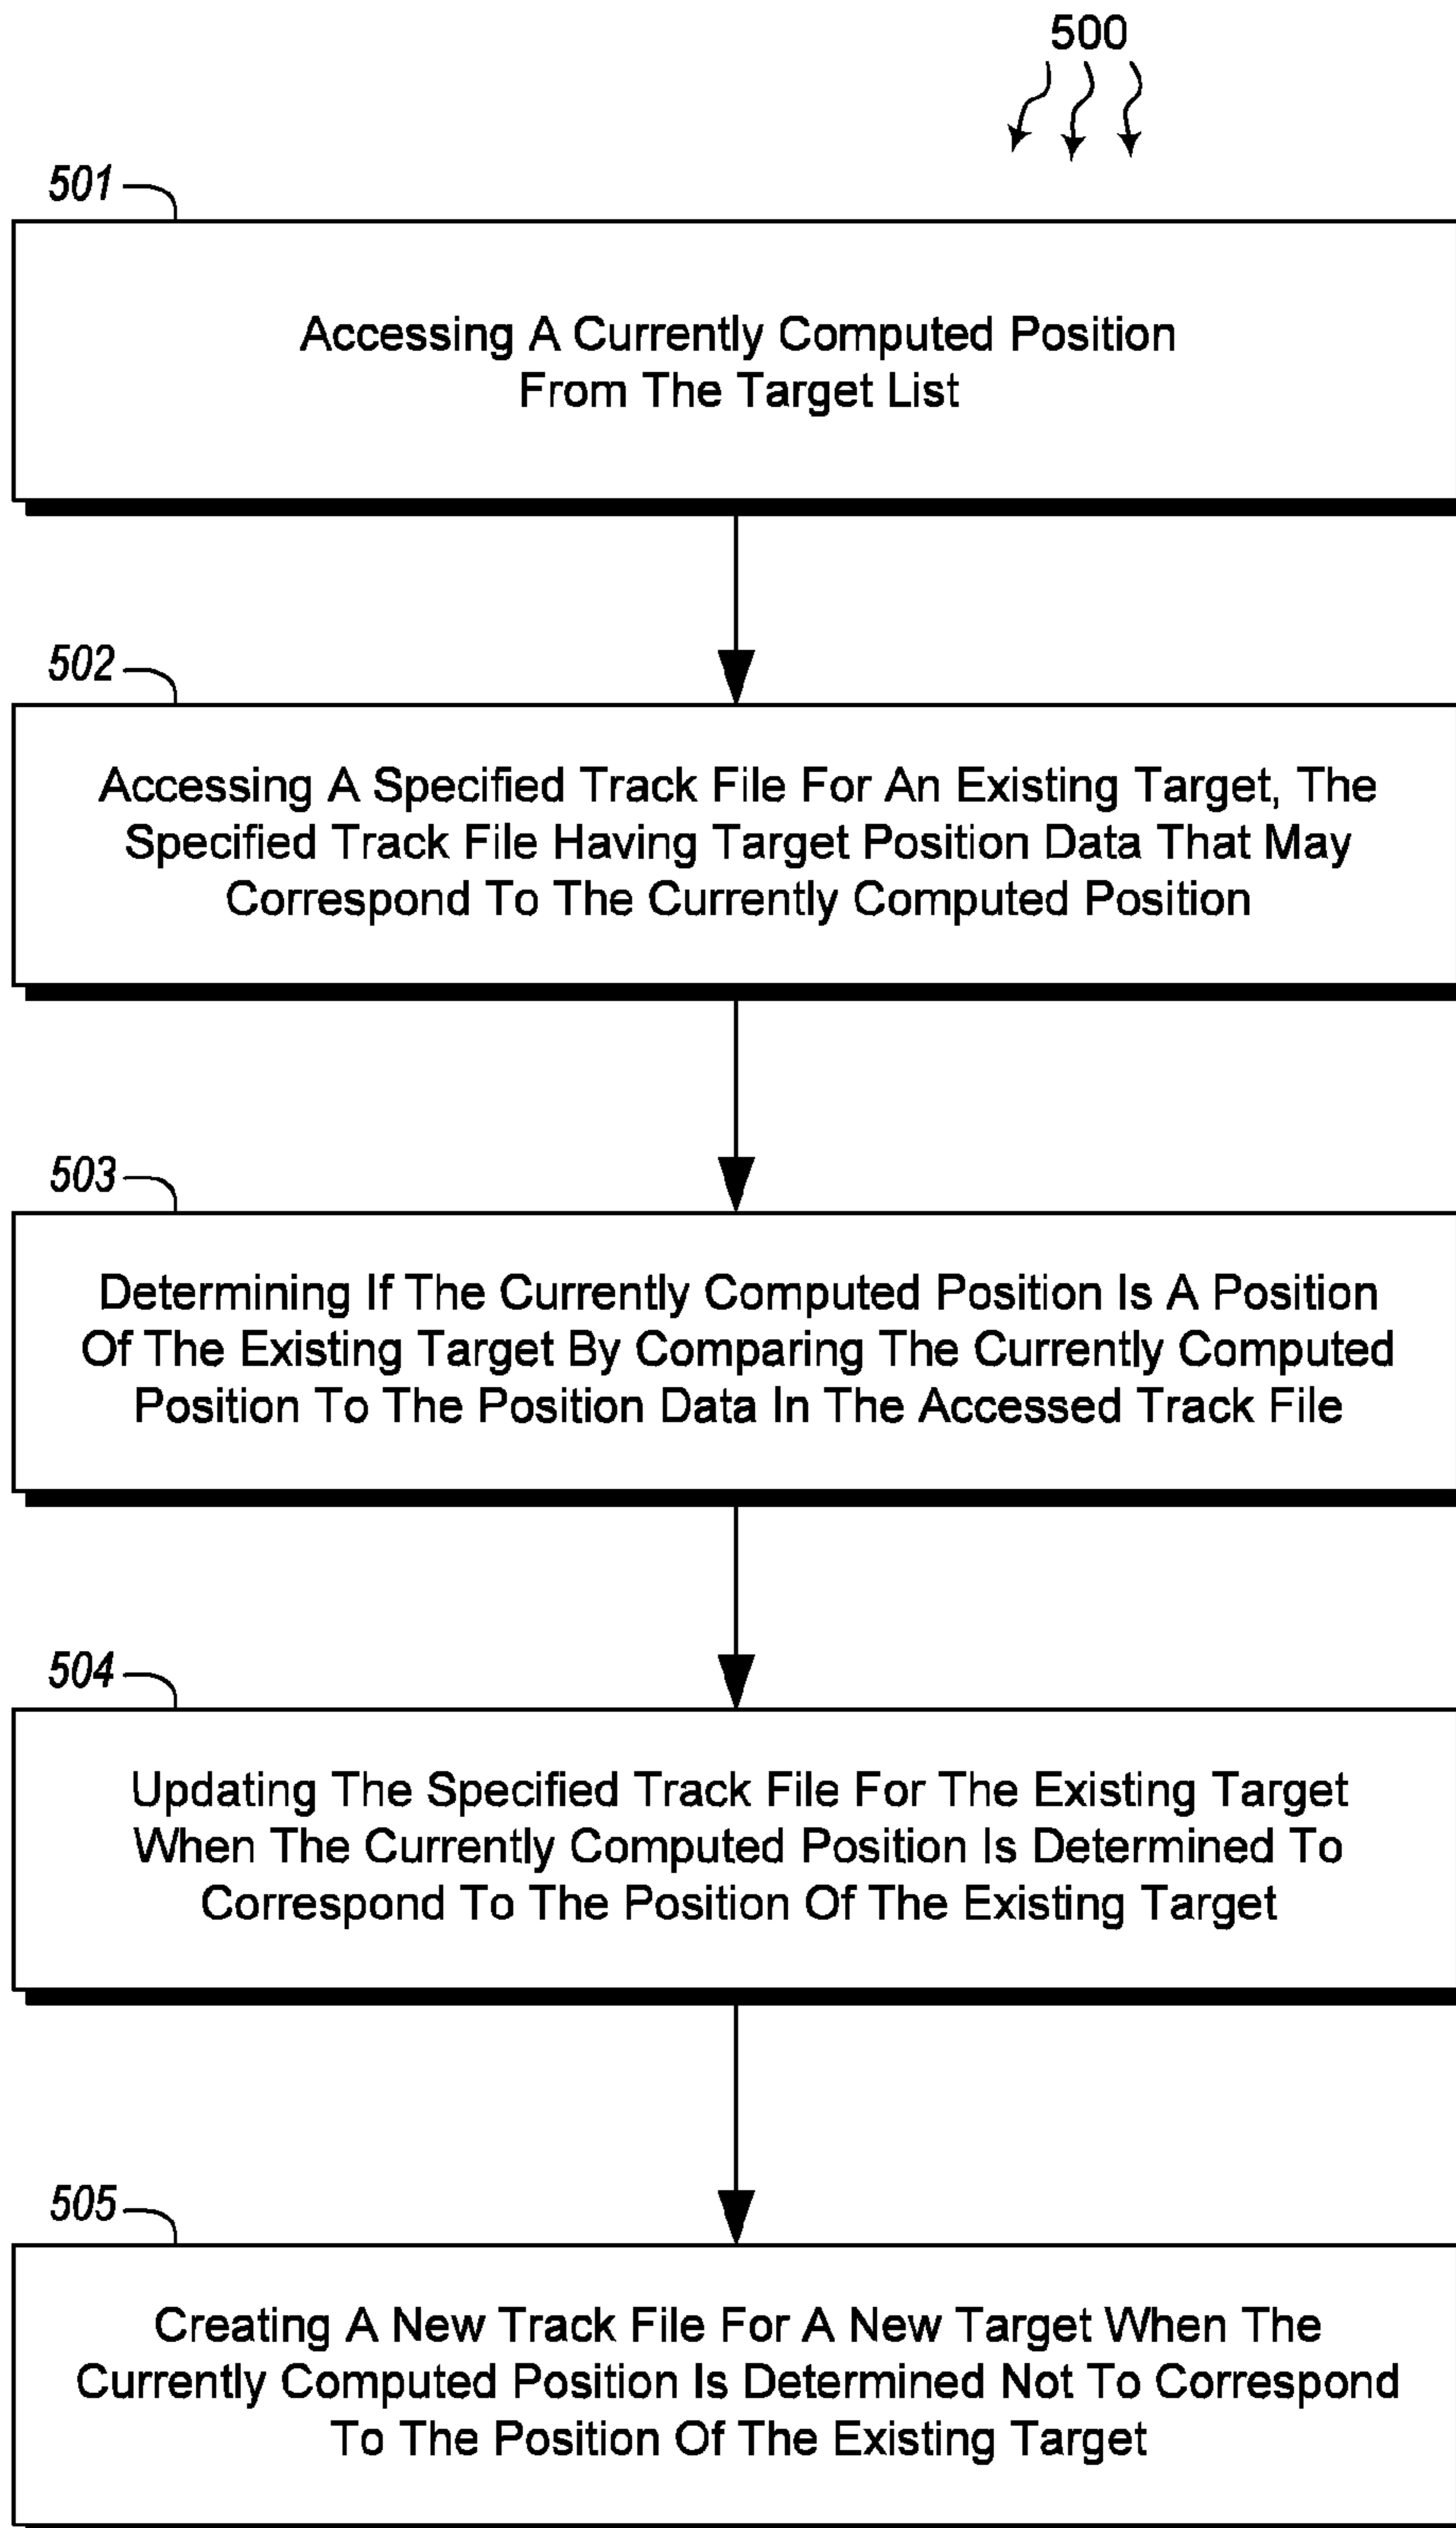 500
501
Accessing A Currently Computed Position
From The Target List
502
Accessing A Specified Track File For An Existing Target, The
Specified Track File Having Target Position Data That May
Correspond To The Currently Computed Position
503
Determining If The Currently Computed Position Is A Position
Of The Existing Target By Comparing The Currently Computed
Position To The Position Data In The Accessed Track File
504
Updating The Specified Track File For The Existing Target
When The Currently Computed Position Is Determined To
Correspond To The Position Of The Existing Target
505
Creating A New Track File For A New Target When The
Currently Computed Position Is Determined Not To Correspond
To The Position Of The Existing Target